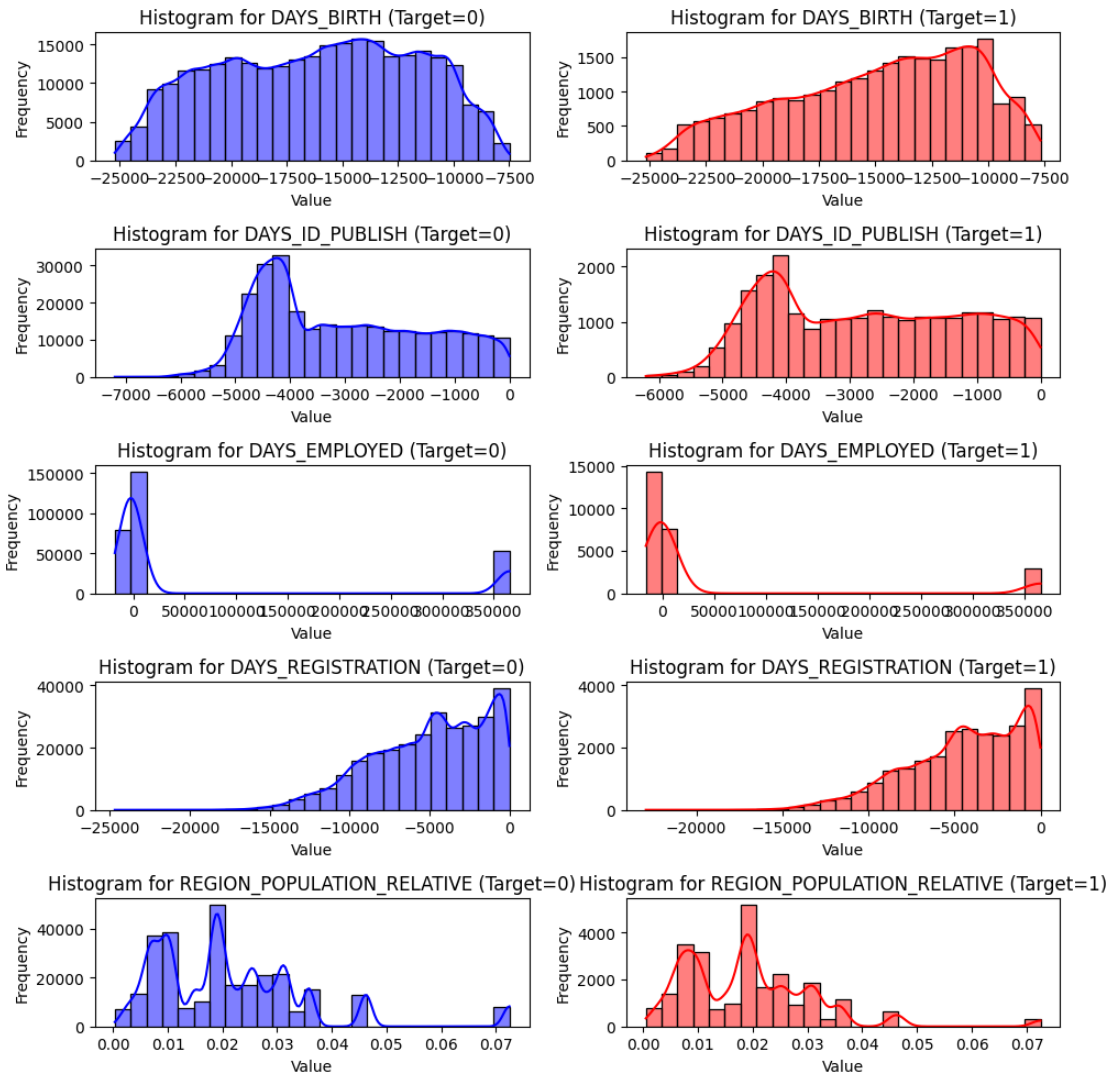 Histogram for DAYS_BIRTH (Target=0)
Frequency
15000
10000
5000
0
−25000 −22500 −20000 −17500 −15000 −12500 −10000 −7500
Value
Histogram for DAYS_BIRTH (Target=1)
Frequency
1500
1000
500
0
−25000 −22500 −20000 −17500 −15000 −12500 −10000 −7500
Value
Histogram for DAYS_ID_PUBLISH (Target=0)
Frequency
30000
20000
10000
0
−7000 −6000 −5000 −4000 −3000 −2000 −1000 0
Value
Histogram for DAYS_ID_PUBLISH (Target=1)
Frequency
2000
1000
0
−6000 −5000 −4000 −3000 −2000 −1000 0
Value
Histogram for DAYS_EMPLOYED (Target=0)
Frequency
150000
100000
50000
0
0 50000 100000 150000 200000 250000 300000 350000
Value
Histogram for DAYS_EMPLOYED (Target=1)
Frequency
15000
10000
5000
0
0 50000 100000 150000 200000 250000 300000 350000
Value
Histogram for DAYS_REGISTRATION (Target=0)
Frequency
40000
20000
0
−25000 −20000 −15000 −10000 −5000 0
Value
Histogram for DAYS_REGISTRATION (Target=1)
Frequency
4000
2000
0
−20000 −15000 −10000 −5000 0
Value
Histogram for REGION_POPULATION_RELATIVE (Target=0)
Frequency
40000
20000
0
0.00 0.01 0.02 0.03 0.04 0.05 0.06 0.07
Value
Histogram for REGION_POPULATION_RELATIVE (Target=1)
Frequency
4000
2000
0
0.00 0.01 0.02 0.03 0.04 0.05 0.06 0.07
Value